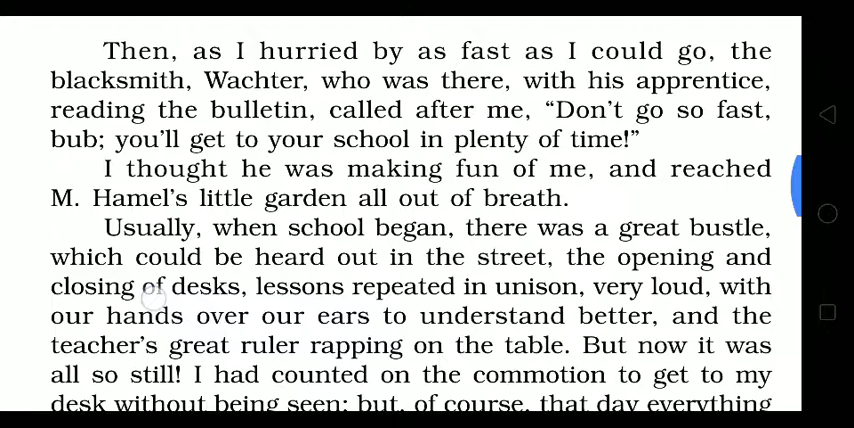 Then, as I hurried by as fast as I could go, the
blacksmith, Wachter, who was there, with his apprentice,
reading the bulletin, called after me, “Don’t go so fast,
bub; you’ll get to your school in plenty of time!”
I thought he was making fun of me, and reached
M. Hamel’s little garden all out of breath.
Usually, when school began, there was a great bustle,
which could be heard out in the street, the opening and
closing of desks, lessons repeated in unison, very loud, with
our hands over our ears to understand better, and the
teacher’s great ruler rapping on the table. But now it was
all so still! I had counted on the commotion to get to my
desk without being seen; but, of course, that day everything